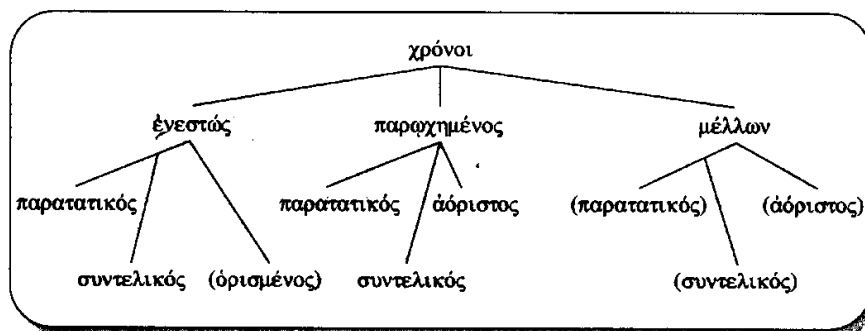 χρόνοι
ἐνεστώς παρῳχημένος μέλλων
παρατατικός παρατατικός ἀόριστος (παρατατικός) (ἀόριστος)
συντελικός (ὁρισμένος) συντελικός (συντελικός)